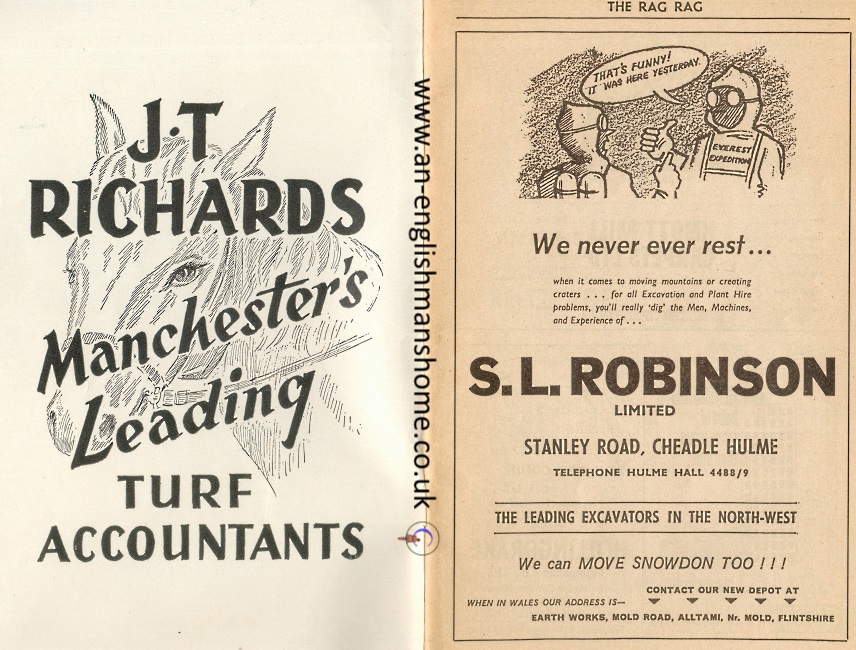 J·T
RICHARDS
Manchester's
Leading
TURF
ACCOUNTANTS
www.an-englishmanshome.co.uk
THE RAG RAG
THAT'S FUNNY!
IT WAS HERE YESTERDAY.
EVEREST
EXPEDITION
We never ever rest...
when it comes to moving mountains or creating
craters . . . for all Excavation and Plant Hire
problems, you'll really 'dig' the Men, Machines,
and Experience of . . .
S. L. ROBINSON
LIMITED
STANLEY ROAD, CHEADLE HULME
TELEPHONE HULME HALL 4488/9
THE LEADING EXCAVATORS IN THE NORTH-WEST
We can MOVE SNOWDON TOO ! ! !
CONTACT OUR NEW DEPOT AT
WHEN IN WALES OUR ADDRESS IS—
EARTH WORKS, MOLD ROAD, ALLTAMI, Nr. MOLD, FLINTSHIRE